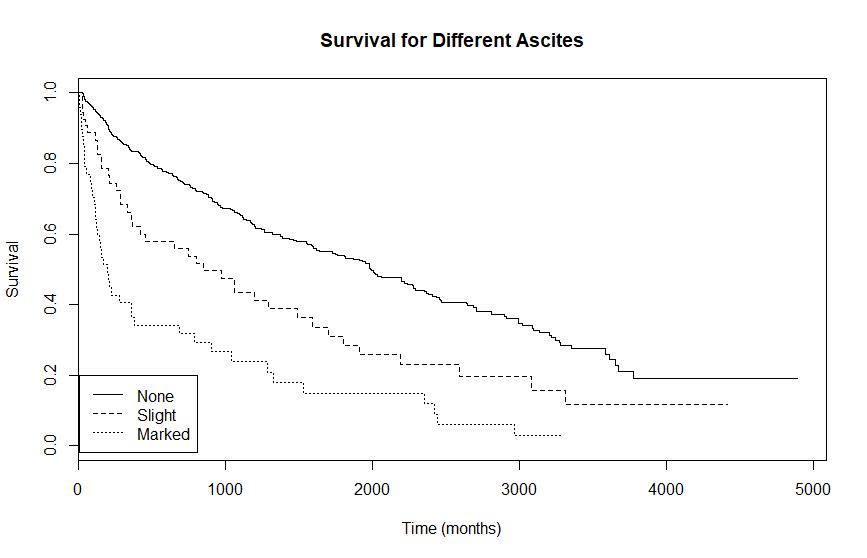 Survival for Different Ascites
Survival
1.0
0.8
0.6
0.4
0.2
0.0
None
Slight
Marked
0 1000 2000 3000 4000 5000
Time (months)